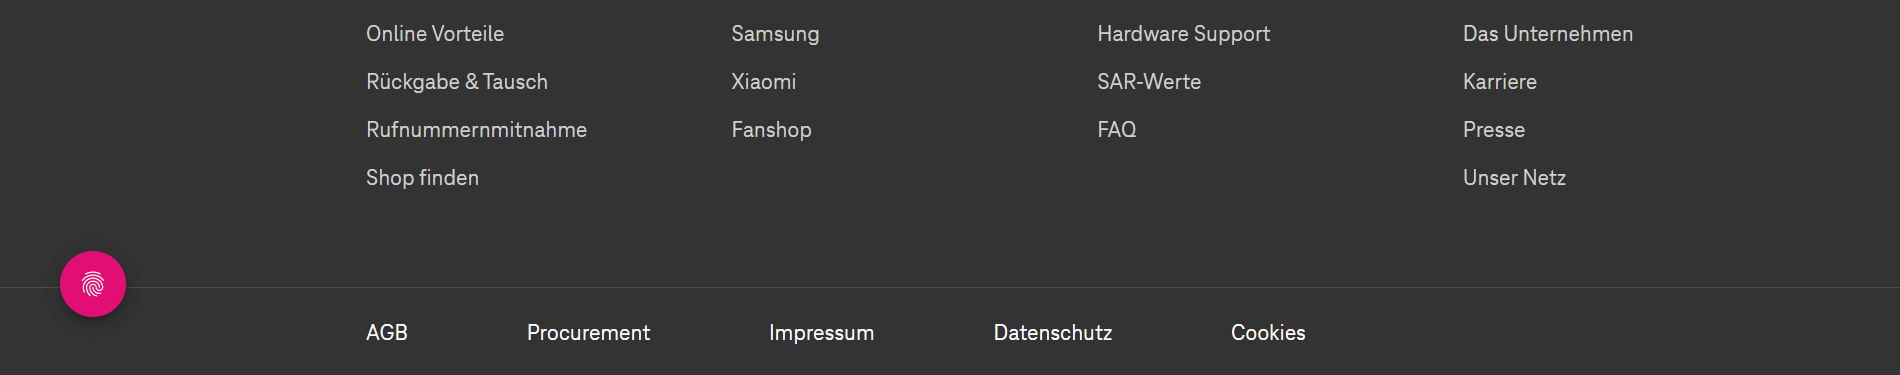 Online Vorteile
Rückgabe & Tausch
Rufnummernmitnahme
Shop finden
Samsung
Xiaomi
Fanshop
Hardware Support
SAR-Werte
FAQ
Das Unternehmen
Karriere
Presse
Unser Netz
AGB
Procurement
Impressum
Datenschutz
Cookies